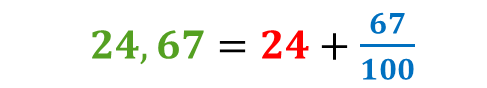 24,67 = 24 + 67/100